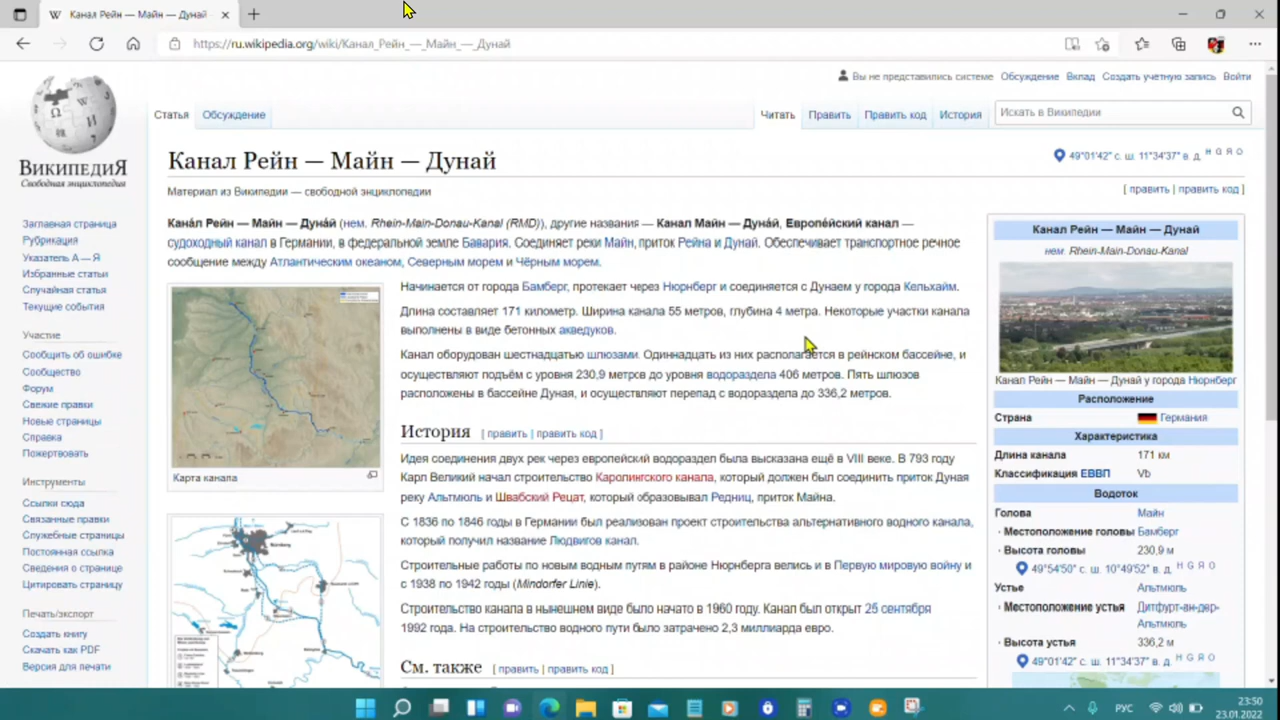 Канал Рейн — Майн — Дунай -
https://ru.wikipedia.org/wiki/Канал_Рейн_—_Майн_—_Дунай
Вы не представились системе Обсуждение Вклад Создать учётную запись Войти
Статья Обсуждение Читать Править Править код История Искать в Википедии
ВикипедиЯ
Свободная энциклопедия
Заглавная страница
Рубрикация
Указатель А — Я
Избранные статьи
Случайная статья
Текущие события
Участие
Сообщить об ошибке
Сообщество
Форум
Свежие правки
Новые страницы
Справка
Пожертвовать
Инструменты
Ссылки сюда
Связанные правки
Служебные страницы
Постоянная ссылка
Сведения о странице
Цитировать страницу
Печать/экспорт
Создать книгу
Скачать как PDF
Версия для печати
Канал Рейн — Майн — Дунай
49°01′42″ с. ш. 11°34′37″ в. д. H G Я O
Материал из Википедии — свободной энциклопедии
[ править | править код ]
Кана́л Рейн — Майн — Дуна́й (нем. Rhein-Main-Donau-Kanal (RMD)), другие названия — Канал Майн — Дуна́й, Европе́йский канал —
судоходный канал в Германии, в федеральной земле Бавария. Соединяет реки Майн, приток Рейна и Дунай. Обеспечивает транспортное речное
сообщение между Атлантическим океаном, Северным морем и Чёрным морем.
Начинается от города Бамберг, протекает через Нюрнберг и соединяется с Дунаем у города Кельхайм.
Длина составляет 171 километр. Ширина канала 55 метров, глубина 4 метра. Некоторые участки канала
выполнены в виде бетонных акведуков.
Канал оборудован шестнадцатью шлюзами. Одиннадцать из них располагается в рейнском бассейне, и
осуществляют подъём с уровня 230,9 метров до уровня водораздела 406 метров. Пять шлюзов
расположены в бассейне Дуная, и осуществляют перепад с водораздела до 336,2 метров.
Карта канала
История [ править | править код ]
Идея соединения двух рек через европейский водораздел была высказана ещё в VIII веке. В 793 году
Карл Великий начал строительство Каролингского канала, который должен был соединить приток Дуная
реку Альтмюль и Швабский Рецат, который образовывал Редниц, приток Майна.
С 1836 по 1846 годы в Германии был реализован проект строительства альтернативного водного канала,
который получил название Людвигов канал.
Строительные работы по новым водным путям в районе Нюрнберга велись и в Первую мировую войну и
с 1938 по 1942 годы (Mindorfer Linie).
Строительство канала в нынешнем виде было начато в 1960 году. Канал был открыт 25 сентября
1992 года. На строительство водного пути было затрачено 2,3 миллиарда евро.
См. также [ править | править код ]
Канал Рейн — Майн — Дунай
нем. Rhein-Main-Donau-Kanal
Канал Рейн — Майн — Дунай у города Нюрнберг
Расположение
Страна Германия
Характеристика
Длина канала 171 км
Классификация ЕВВП Vb
Водоток
Голова Майн
· Местоположение головы Бамберг
· Высота головы 230,9 м
49°54′50″ с. ш. 10°49′52″ в. д. H G Я O
Устье Альтмюль
· Местоположение устья Дитфурт-ан-дер-
Альтмюль
· Высота устья 336,2 м
49°01′42″ с. ш. 11°34′37″ в. д. H G Я O
РУС 23:50
23.01.2022